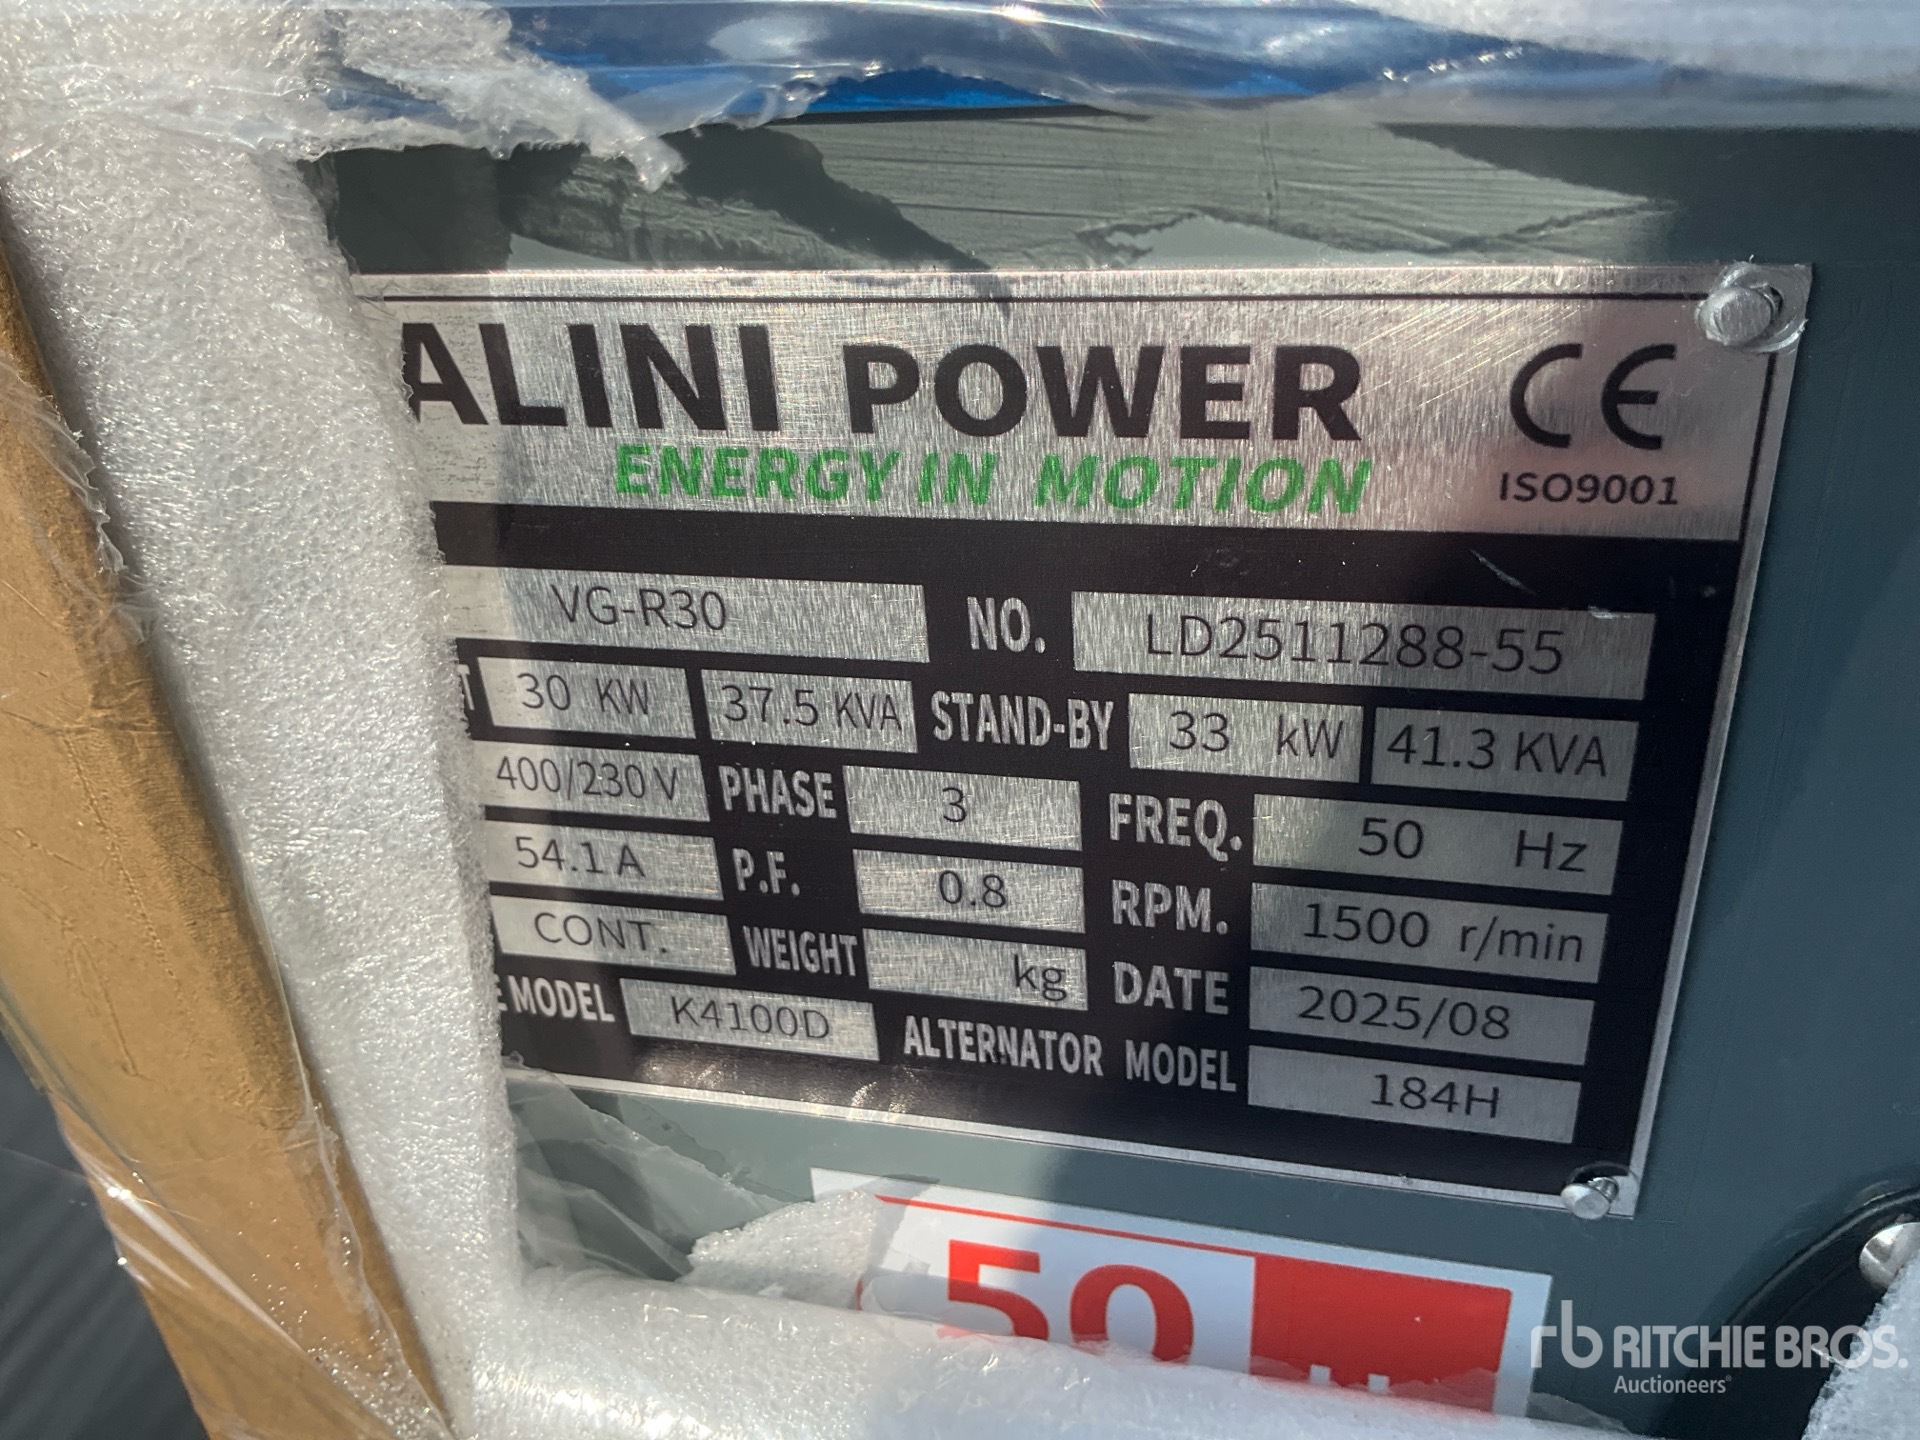 ALINI POWER CE
ENERGY IN MOTION ISO9001
VG-R30 NO. LD2511288-55
T 30 KW 37.5 KVA STAND-BY 33 kW 41.3 KVA
400/230 V PHASE 3 FREQ. 50 Hz
54.1 A P.F. 0.8 RPM. 1500 r/min
CONT. WEIGHT kg DATE 2025/08
E MODEL K4100D ALTERNATOR MODEL 184H
50
rb RITCHIE BROS.
Auctioneers